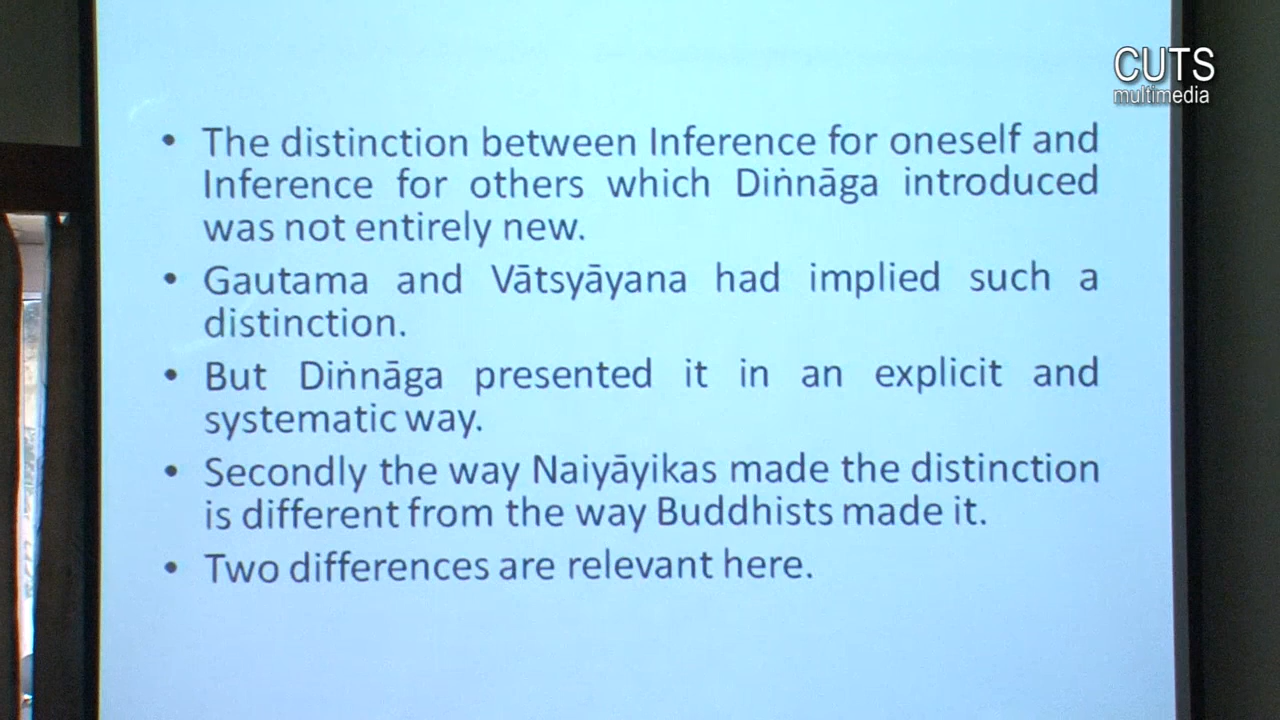 CUTS
multimedia
• The distinction between Inference for oneself and
Inference for others which Diṅnāga introduced
was not entirely new.
• Gautama and Vātsyāyana had implied such a
distinction.
• But Diṅnāga presented it in an explicit and
systematic way.
• Secondly the way Naiyāyikas made the distinction
is different from the way Buddhists made it.
• Two differences are relevant here.